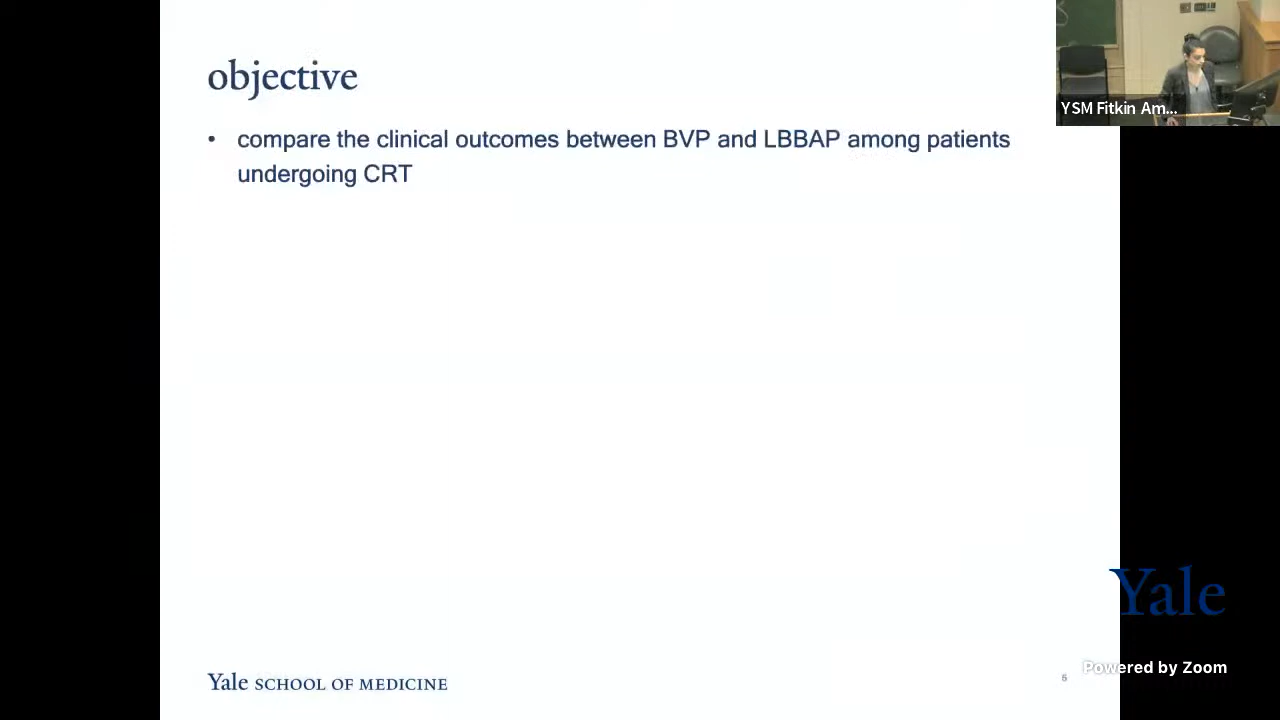 objective
• compare the clinical outcomes between BVP and LBBAP among patients
undergoing CRT
YSM Fitkin Am...
Yale
Powered by Zoom
Yale SCHOOL OF MEDICINE